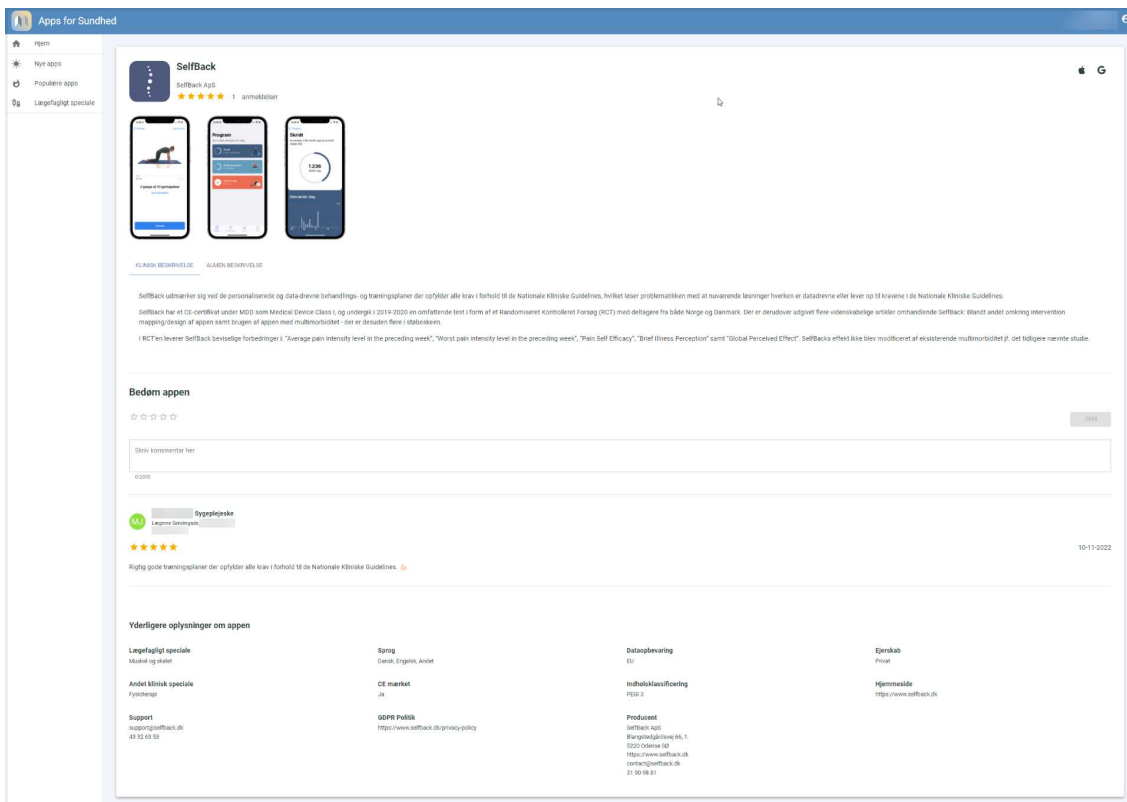 Apps for Sundhed
Hjem
Nye apps
Populære apps
Lægefagligt speciale
SelfBack
SelfBack ApS
1 anmeldelser
Program
Skridt
1.236
KLINISK BESKRIVELSE ALMEN BESKRIVELSE
SelfBack udmærker sig ved de personaliserede og data-drevne behandlings- og træningsplaner der opfylder alle krav i forhold til de Nationale Kliniske Guidelines, hvilket løser problematikken med at nuværende løsninger hverken er datadrevne eller lever op til kravene i de Nationale Kliniske Guidelines.
SelfBack har et CE-certifikat under MDD som Medical Device Class I, og undergik i 2019-2020 en omfattende test i form af et Randomiseret Kontrolleret Forsøg (RCT) med deltagere fra både Norge og Danmark. Der er derudover udgivet flere videnskabelige artikler omhandlende SelfBack: Blandt andet omkring intervention
mapping/design af appen samt brugen af appen med multimorbiditet - der er desuden flere i støbeskeen.
I RCT'en leverer SelfBack beviselige forbedringer i: "Average pain intensity level in the preceding week", "Worst pain intensity level in the preceding week", "Pain Self Efficacy", "Brief Illness Perception" samt "Global Perceived Effect". SelfBacks effekt ikke blev modificeret af eksisterende multimorbiditet jf. det tidligere nævnte studie.
Bedøm appen
GEM
Skriv kommentar her
0/2000
MJ
Sygeplejeske
Lægerne Søndergade,
10-11-2022
Rigtig gode træningsplaner der opfylder alle krav i forhold til de Nationale Kliniske Guidelines.
Yderligere oplysninger om appen
Lægefagligt speciale Sprog Dataopbevaring Ejerskab
Muskel og skelet Dansk, Engelsk, Andet EU Privat
Andet klinisk speciale CE mærket Indholsklassificering Hjemmeside
Fysioterapi Ja PEGI 3 https://www.selfback.dk
Support GDPR Politik Producent
support@selfback.dk https://www.selfback.dk/privacy-policy SelfBack ApS
43 32 63 53 Blangstedgårdsvej 66, 1.
5220 Odense SØ
https://www.selfback.dk
contact@selfback.dk
31 90 98 81